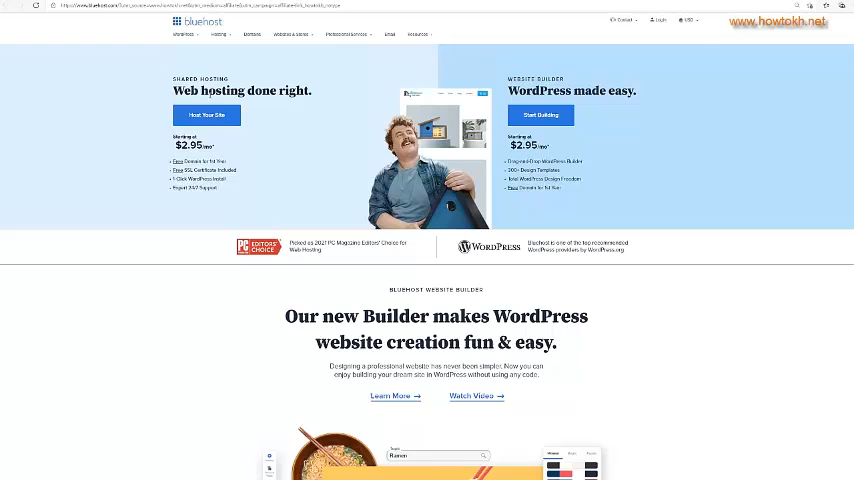 www.howtokh.net
bluehost
Contact
Login
USD
WordPress
Hosting
Domains
Websites & Stores
Professional Services
Email
Resources
SHARED HOSTING
Web hosting done right.
Host Your Site
Starting at
$2.95/mo*
Free Domain for 1st Year
Free SSL Certificate Included
1-Click WordPress Install
Expert 24/7 Support
WEBSITE BUILDER
WordPress made easy.
Start Building
Starting at
$2.95/mo*
Drag-and-Drop WordPress Builder
300+ Design Templates
Total WordPress Design Freedom
Free Domain for 1st Year
PC EDITORS' CHOICE
Picked as 2021 PC Magazine Editors' Choice for
Web Hosting
WORDPRESS
Bluehost is one of the top recommended
WordPress providers by WordPress.org
BLUEHOST WEBSITE BUILDER
Our new Builder makes WordPress
website creation fun & easy.
Designing a professional website has never been simpler. Now you can
enjoy building your dream site in WordPress without using any code.
Learn More →
Watch Video →
Ramen